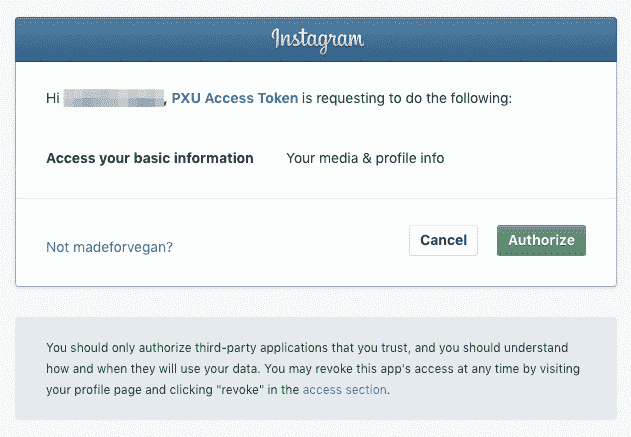 Instagram
Hi , PXU Access Token is requesting to do the following:
Access your basic information Your media & profile info
Not madeforvegan? Cancel Authorize
You should only authorize third-party applications that you trust, and you should understand
how and when they will use your data. You may revoke this app's access at any time by visiting
your profile page and clicking "revoke" in the access section.